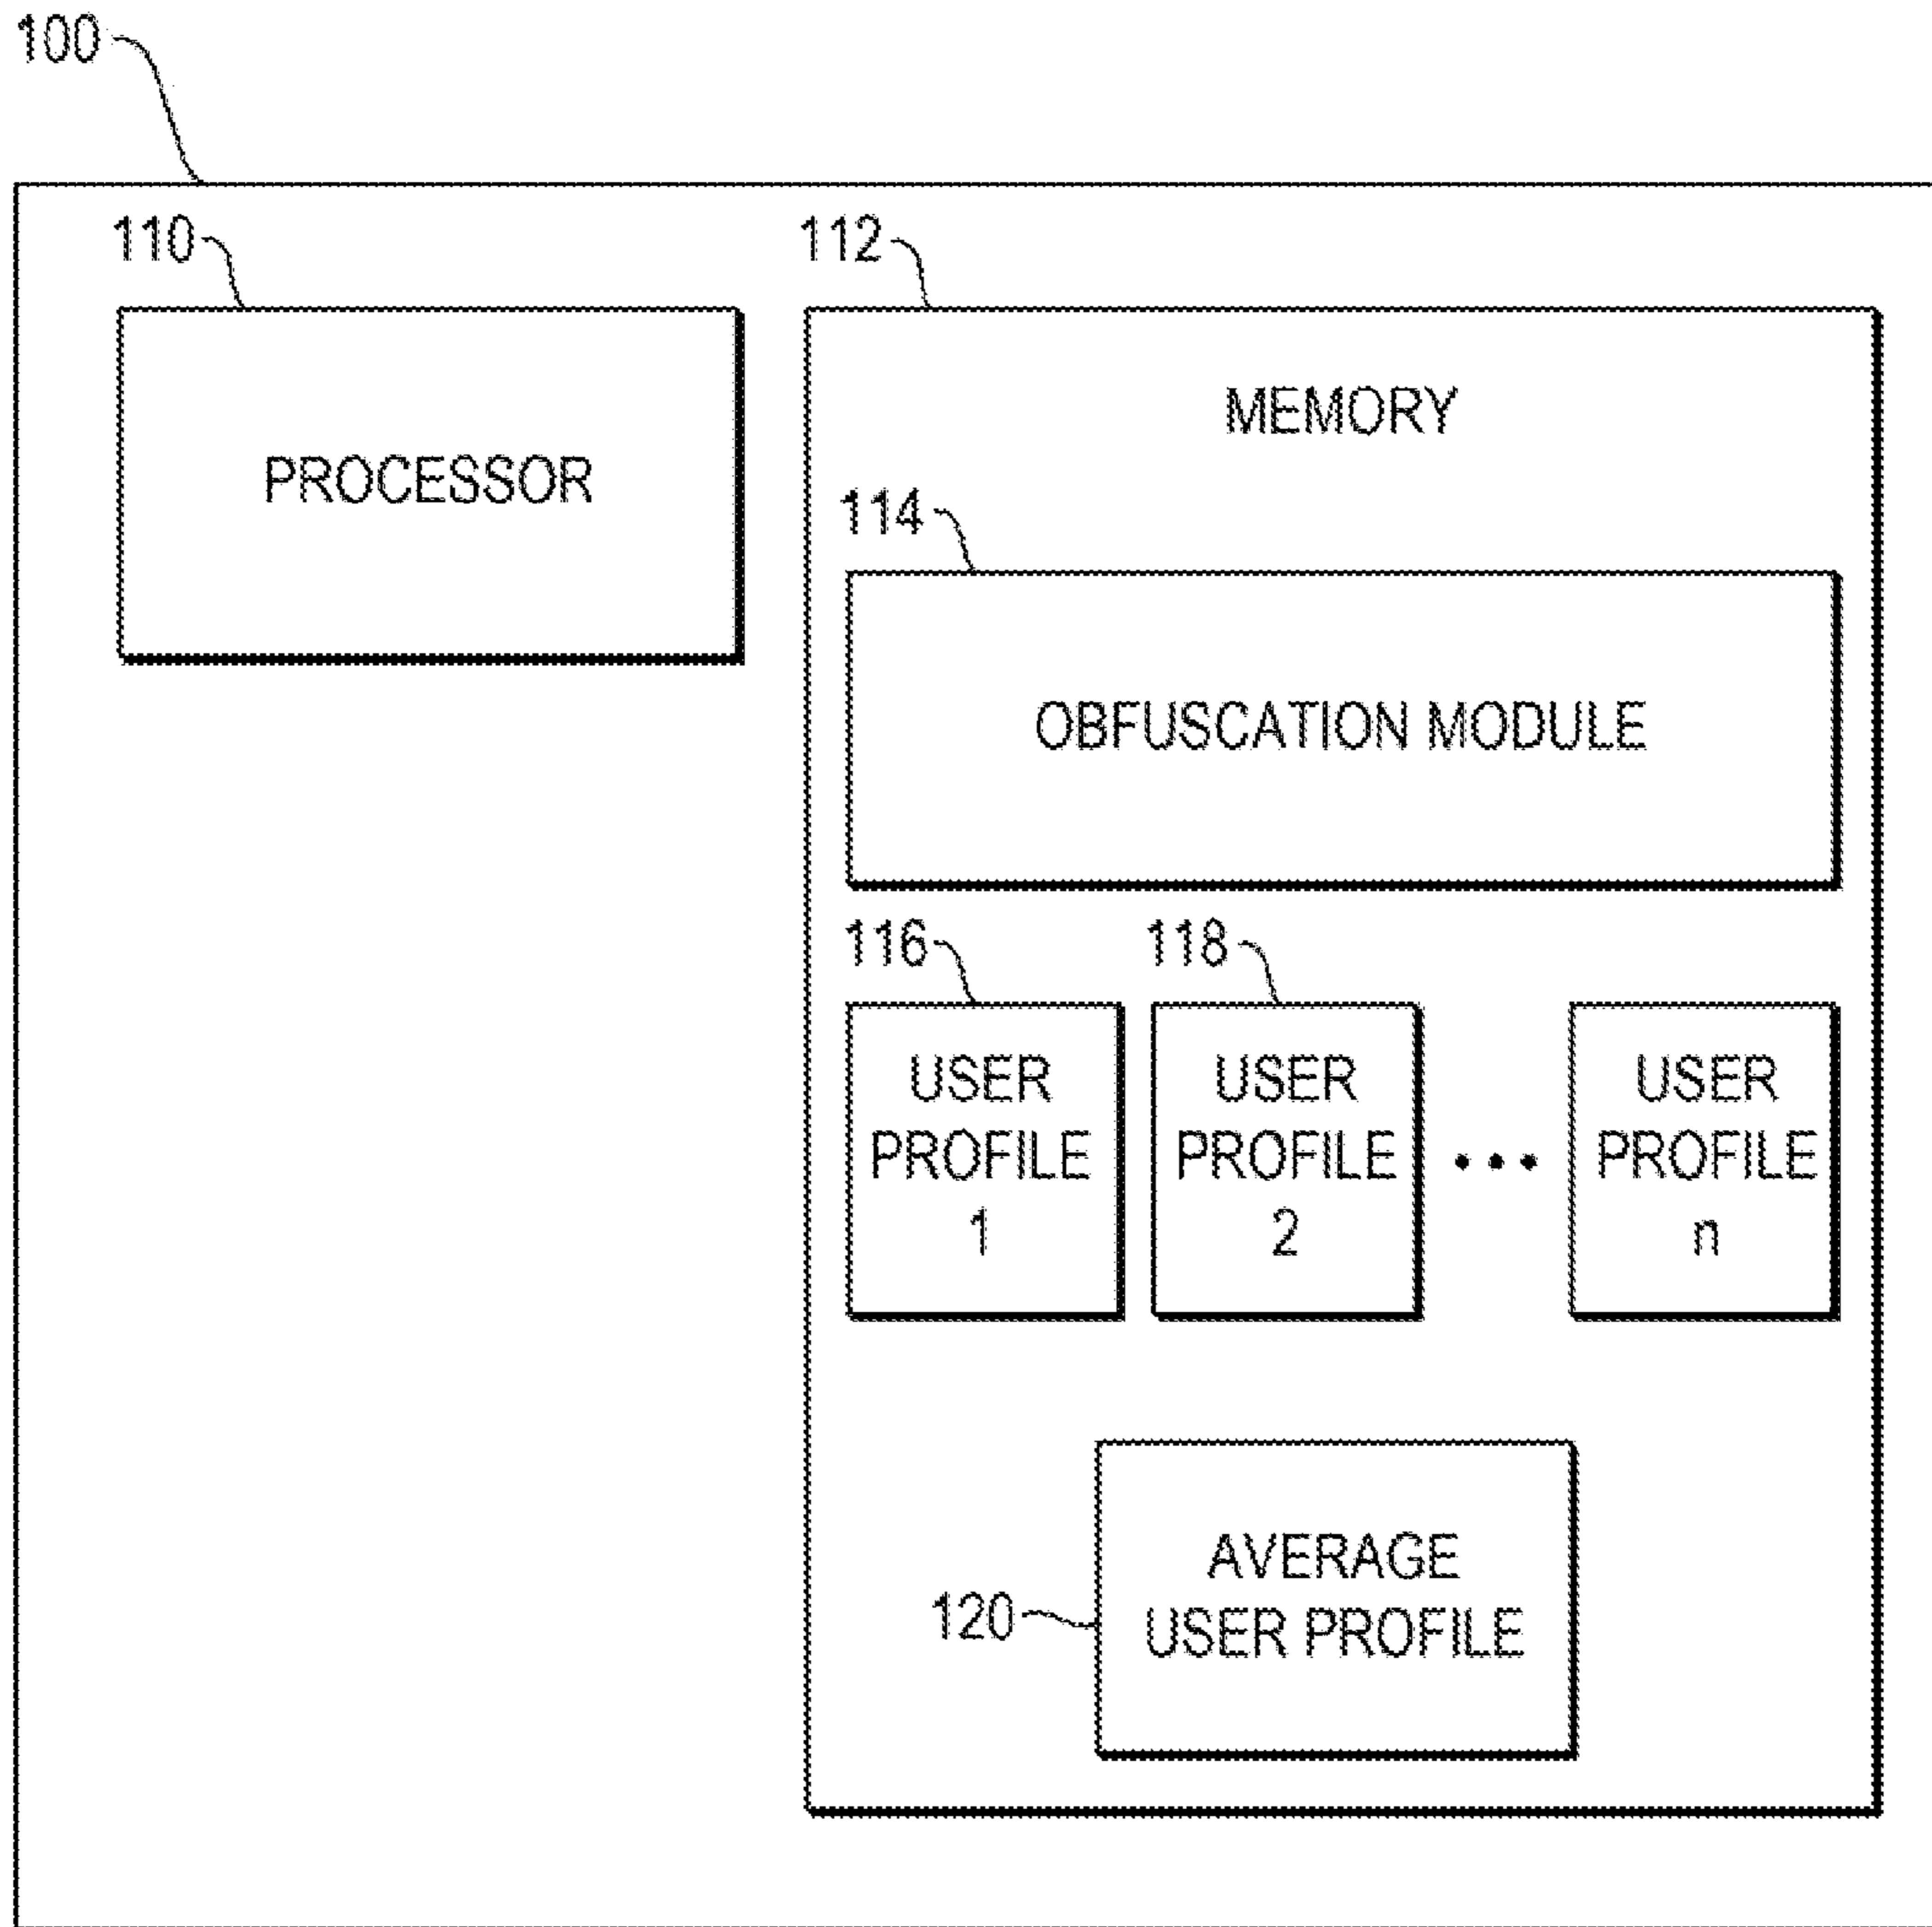 100
110
112
PROCESSOR
MEMORY
114
OBFUSCATION MODULE
116
118
USER
PROFILE
1
USER
PROFILE
2
• • •
USER
PROFILE
n
120
AVERAGE
USER PROFILE